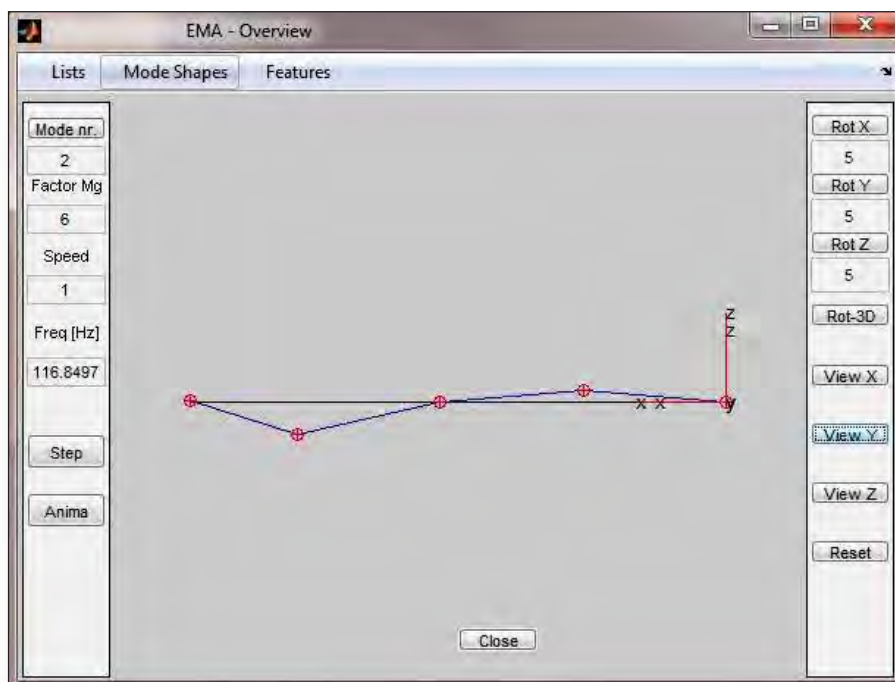 EMA - Overview
Lists Mode Shapes Features
Mode nr.
2
Factor Mg
6
Speed
1
Freq [Hz]
116.8497
Step
Anima
z
z
x x y
Close
Rot X
5
Rot Y
5
Rot Z
5
Rot-3D
View X
View Y
View Z
Reset